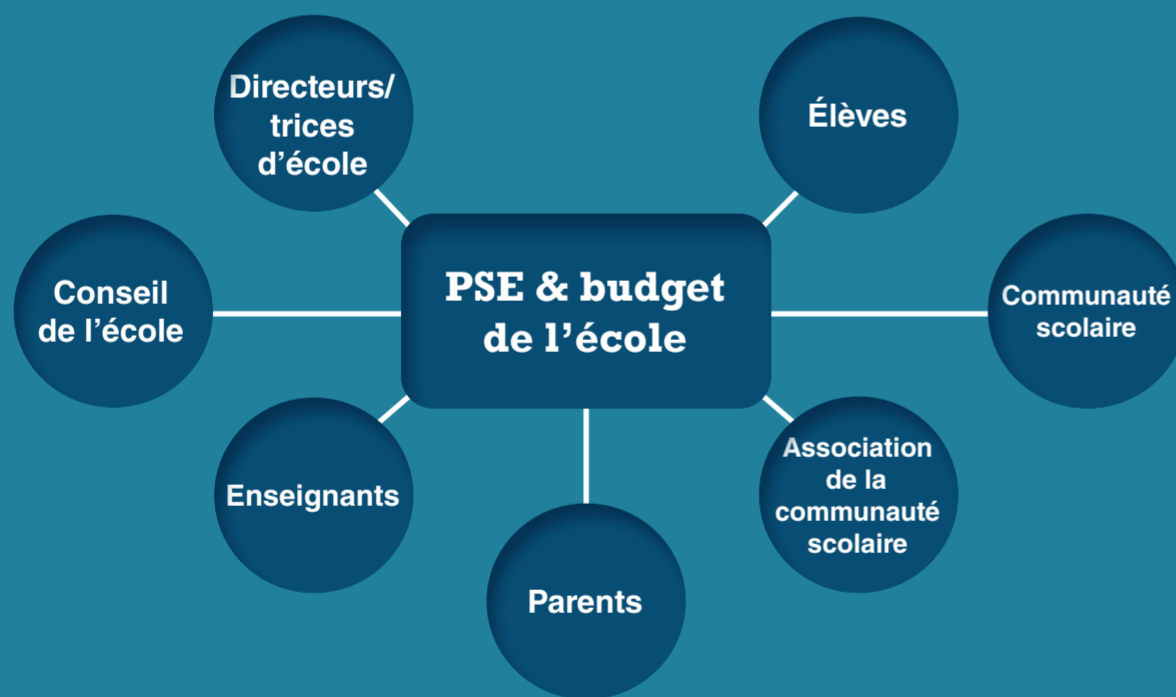 Directeurs/
trices
d’école
Élèves
PSE & budget
de l’école
Conseil
de l’école
Communauté
scolaire
Enseignants
Association
de la
communauté
scolaire
Parents